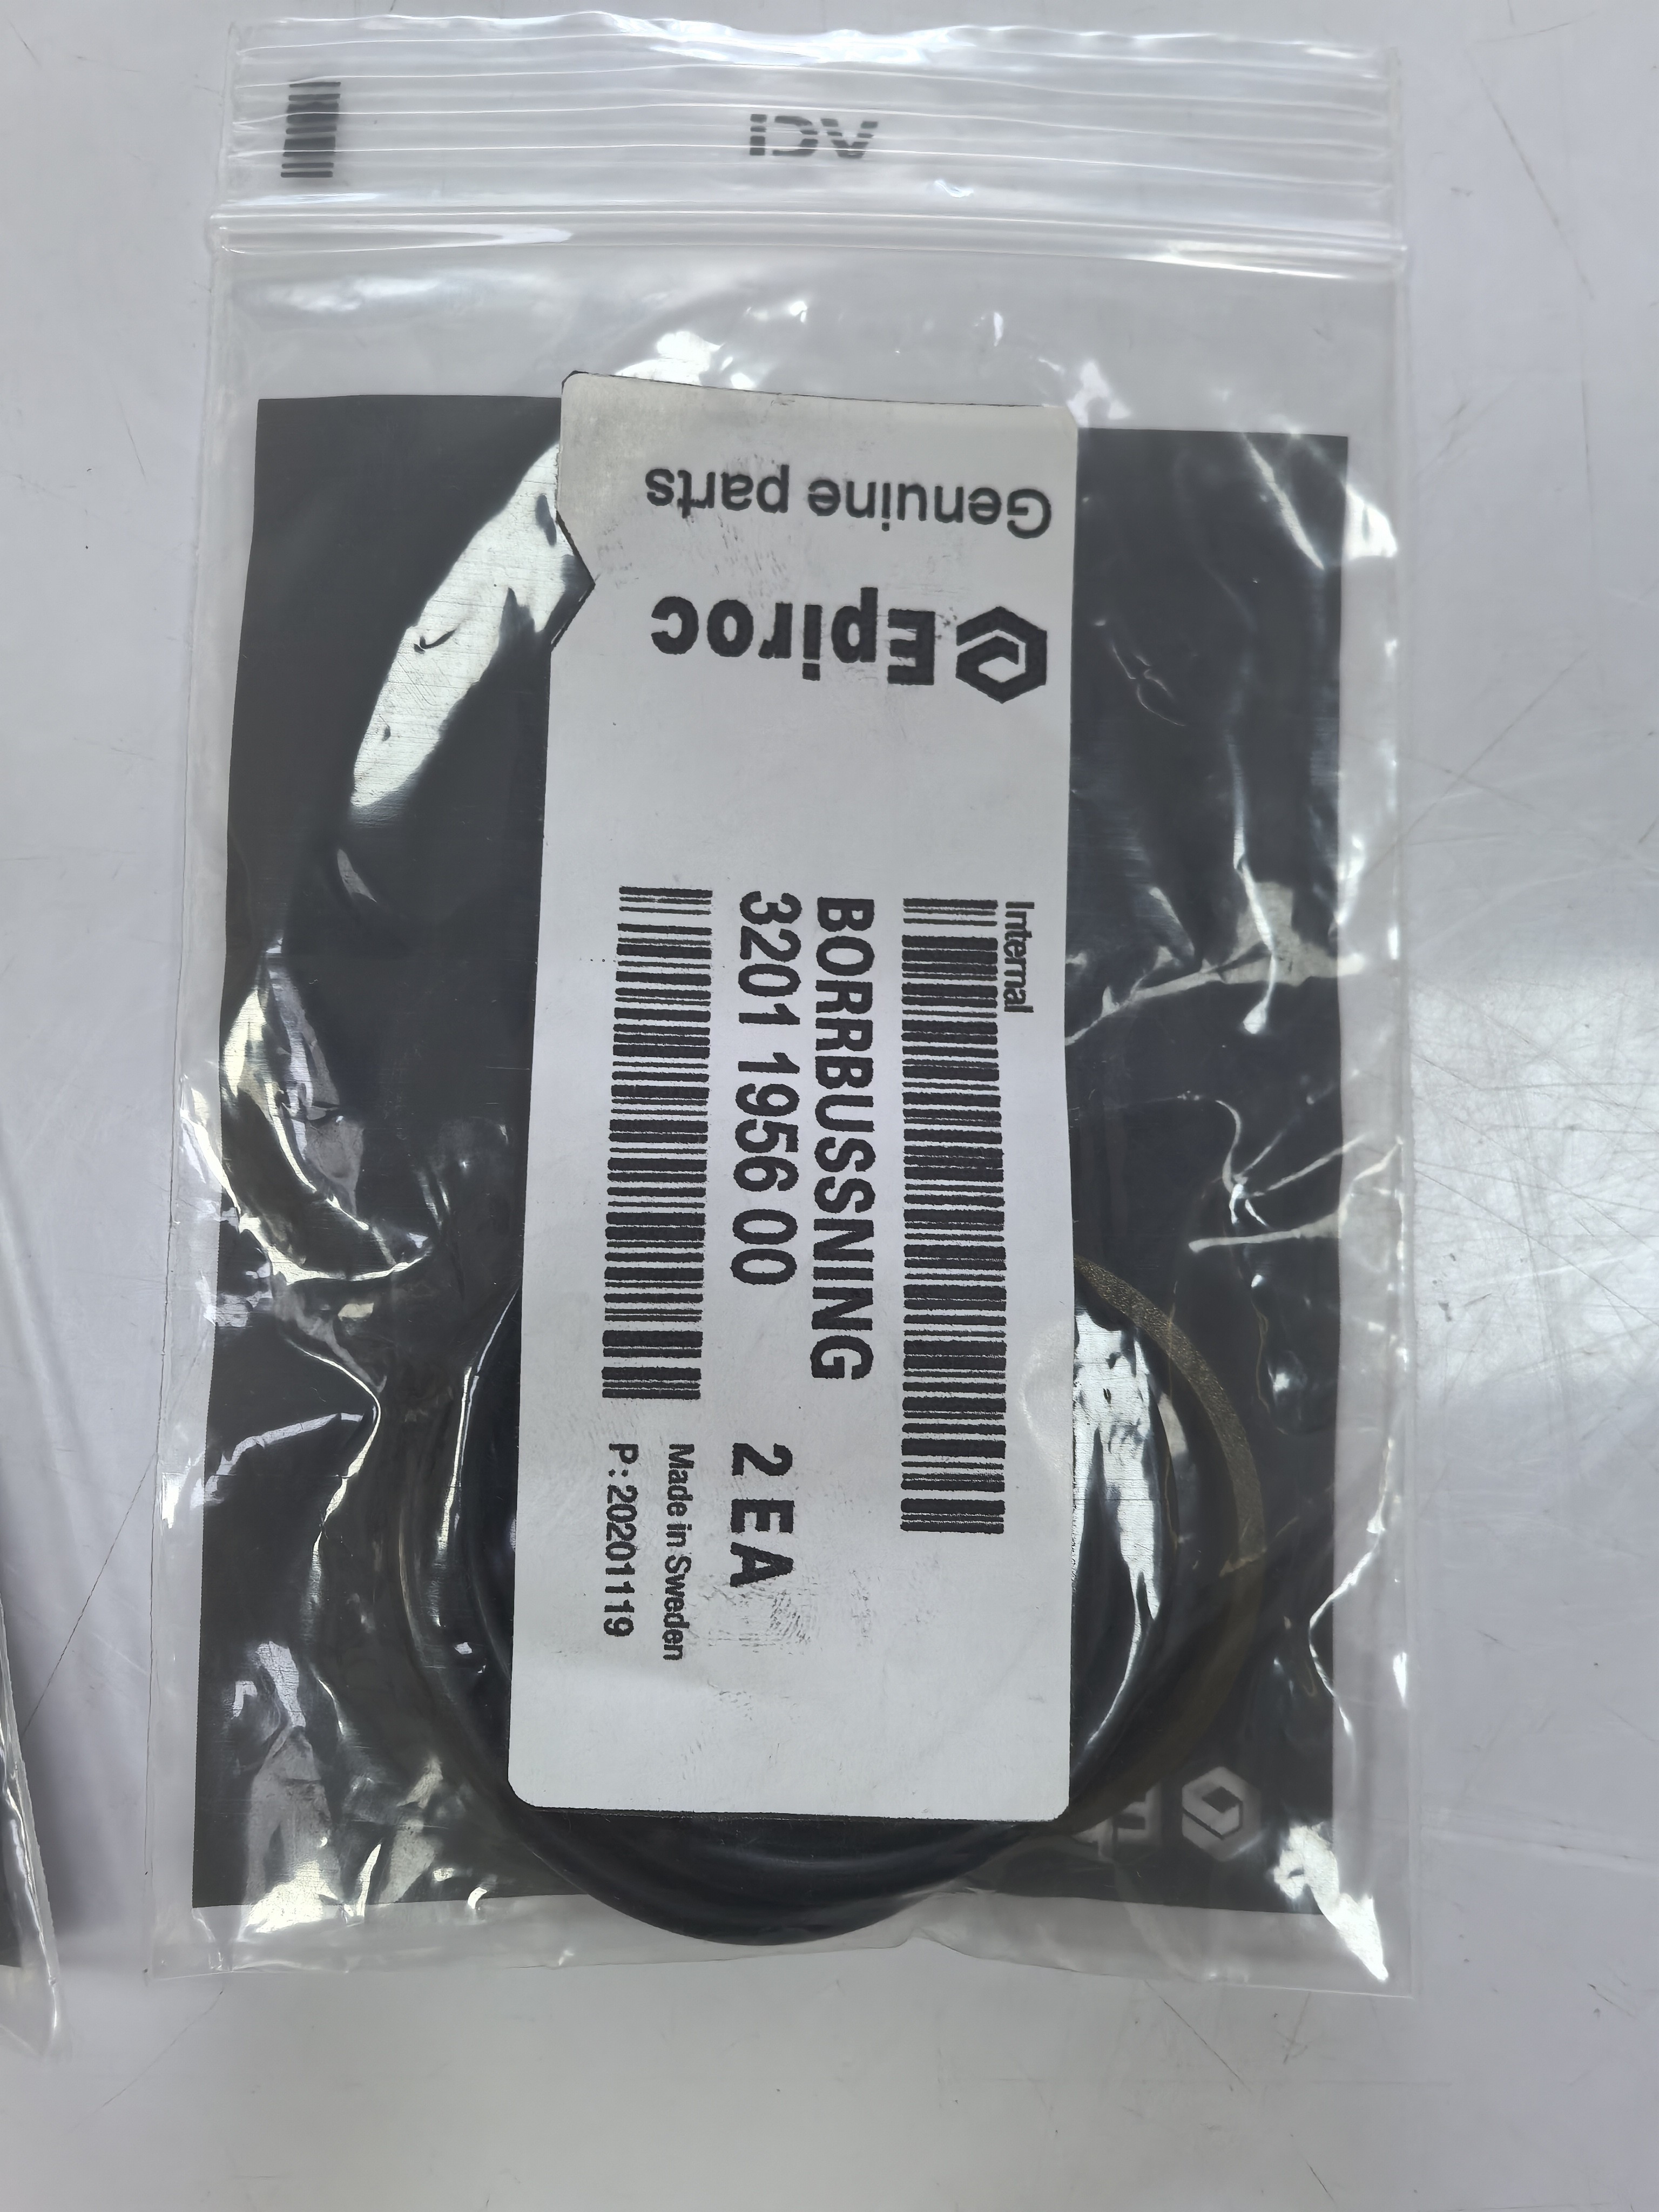 ACI
Genuine parts
Epiroc
Internal
BORRBUSSNING
3201 1956 00
2 EA
Made in Sweden
P:20201119